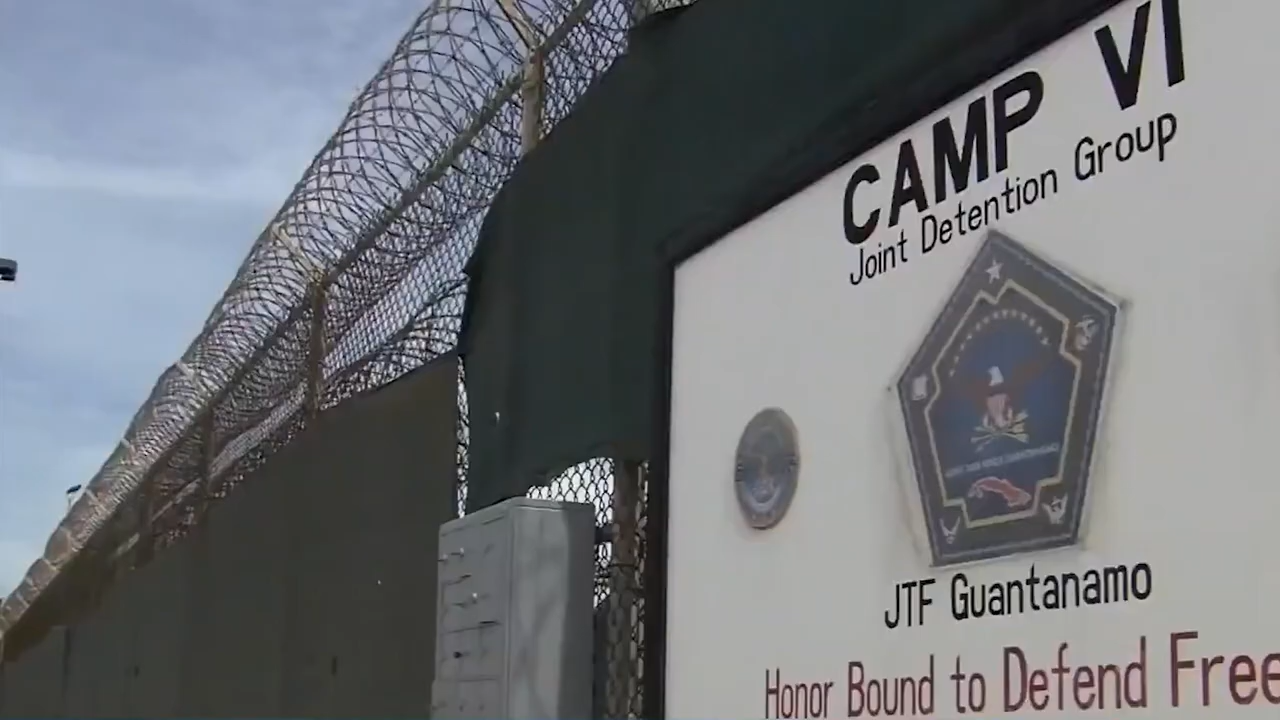 CAMP VI
Joint Detention Group
JTF Guantanamo
Honor Bound to Defend Free